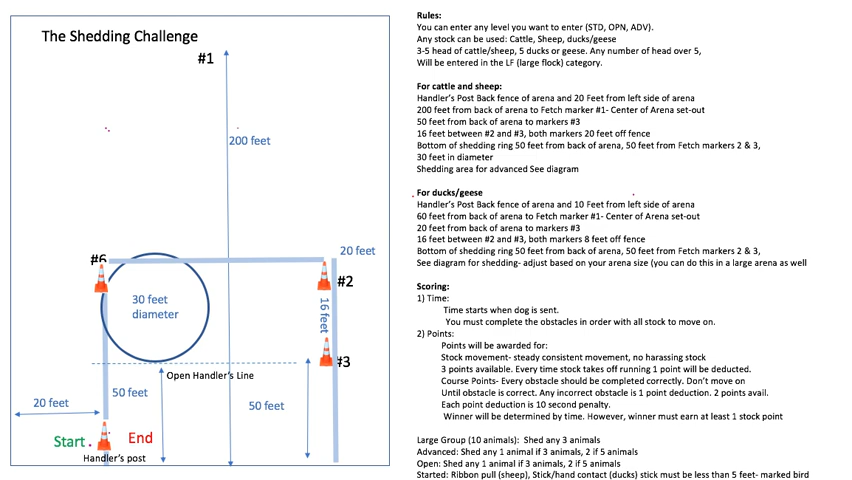 The Shedding Challenge
#1
200 feet
#6
20 feet
#2
30 feet
diameter
16 feet
#3
Open Handler's Line
50 feet
50 feet
20 feet
Start
End
Handler's post
Rules:
You can enter any level you want to enter (STD, OPN, ADV).
Any stock can be used: Cattle, Sheep, ducks/geese
3-5 head of cattle/sheep, 5 ducks or geese. Any number of head over 5,
Will be entered in the LF (large flock) category.
For cattle and sheep:
Handler's Post Back fence of arena and 20 Feet from left side of arena
200 feet from back of arena to Fetch marker #1- Center of Arena set-out
50 feet from back of arena to markers #3
16 feet between #2 and #3, both markers 20 feet off fence
Bottom of shedding ring 50 feet from back of arena, 50 feet from Fetch markers 2 & 3,
30 feet in diameter
Shedding area for advanced See diagram
For ducks/geese
Handler's Post Back fence of arena and 10 Feet from left side of arena
60 feet from back of arena to Fetch marker #1- Center of Arena set-out
20 feet from back of arena to markers #3
16 feet between #2 and #3, both markers 8 feet off fence
Bottom of shedding ring 50 feet from back of arena, 50 feet from Fetch markers 2 & 3,
See diagram for shedding- adjust based on your arena size (you can do this in a large arena as well
Scoring:
1) Time:
Time starts when dog is sent.
You must complete the obstacles in order with all stock to move on.
2) Points:
Points will be awarded for:
Stock movement- steady consistent movement, no harassing stock
3 points available. Every time stock takes off running 1 point will be deducted.
Course Points- Every obstacle should be completed correctly. Don't move on
Until obstacle is correct. Any incorrect obstacle is 1 point deduction. 2 points avail.
Each point deduction is 10 second penalty.
Winner will be determined by time. However, winner must earn at least 1 stock point
Large Group (10 animals): Shed any 3 animals
Advanced: Shed any 1 animal if 3 animals, 2 if 5 animals
Open: Shed any 1 animal if 3 animals, 2 if 5 animals
Started: Ribbon pull (sheep), Stick/hand contact (ducks) stick must be less than 5 feet- marked bird